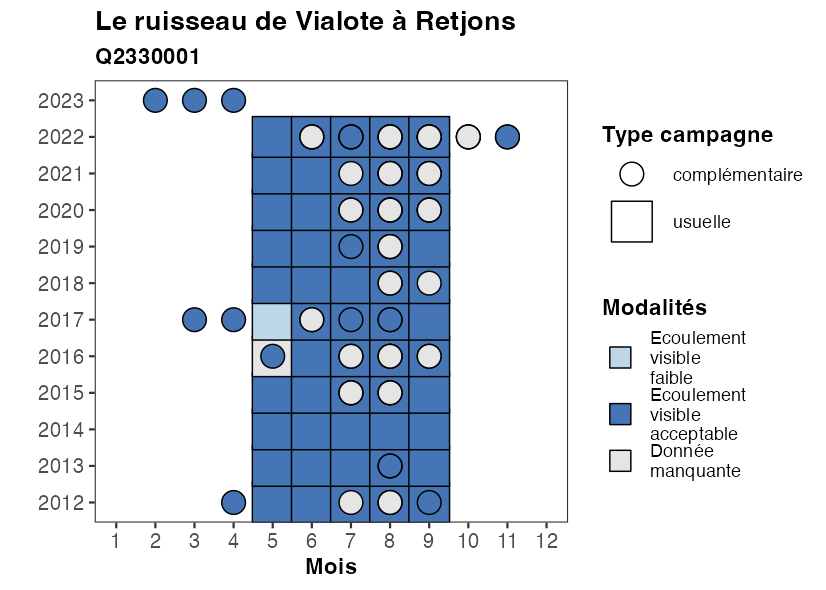 Le ruisseau de Vialote à Retjons
Q2330001
2023
2022
2021
2020
2019
2018
2017
2016
2015
2014
2013
2012
1 2 3 4 5 6 7 8 9 10 11 12
Mois
Type campagne
complémentaire
usuelle
Modalités
Ecoulement
visible
faible
Ecoulement
visible
acceptable
Donnée
manquante